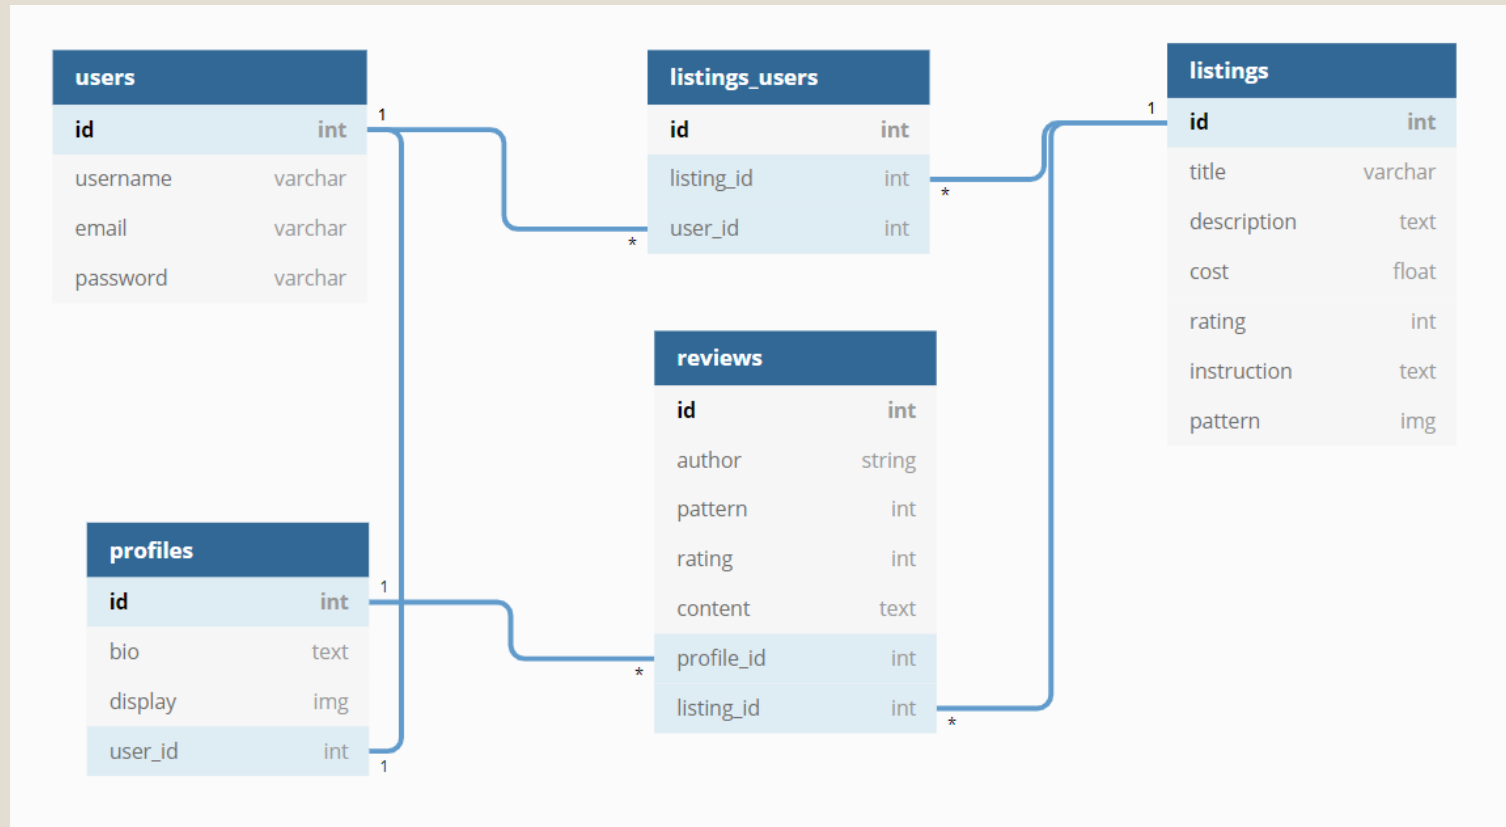 users
id int
username varchar
email varchar
password varchar
1
*
listings_users
id int
listing_id int
user_id int
*
1
listings
id int
title varchar
description text
cost float
rating int
instruction text
pattern img
profiles
id int
bio text
display img
user_id int
1
1
*
reviews
id int
author string
pattern int
rating int
content text
profile_id int
listing_id int
*